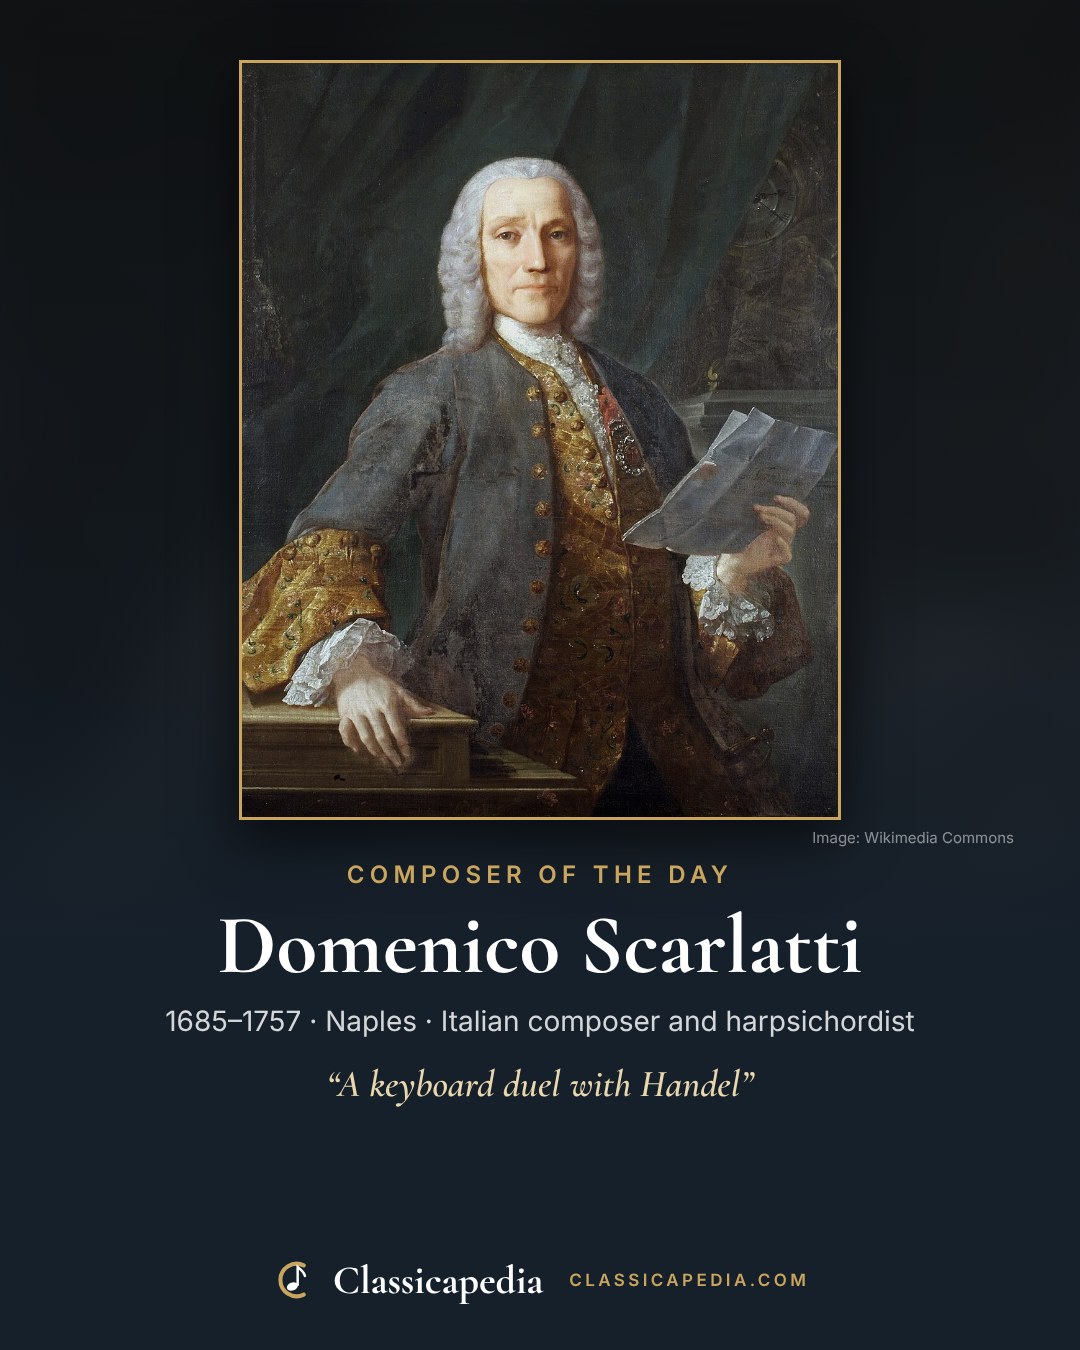 Image: Wikimedia Commons
COMPOSER OF THE DAY
Domenico Scarlatti
1685–1757 · Naples · Italian composer and harpsichordist
“A keyboard duel with Handel”
Classicapedia CLASSICAPEDIA.COM